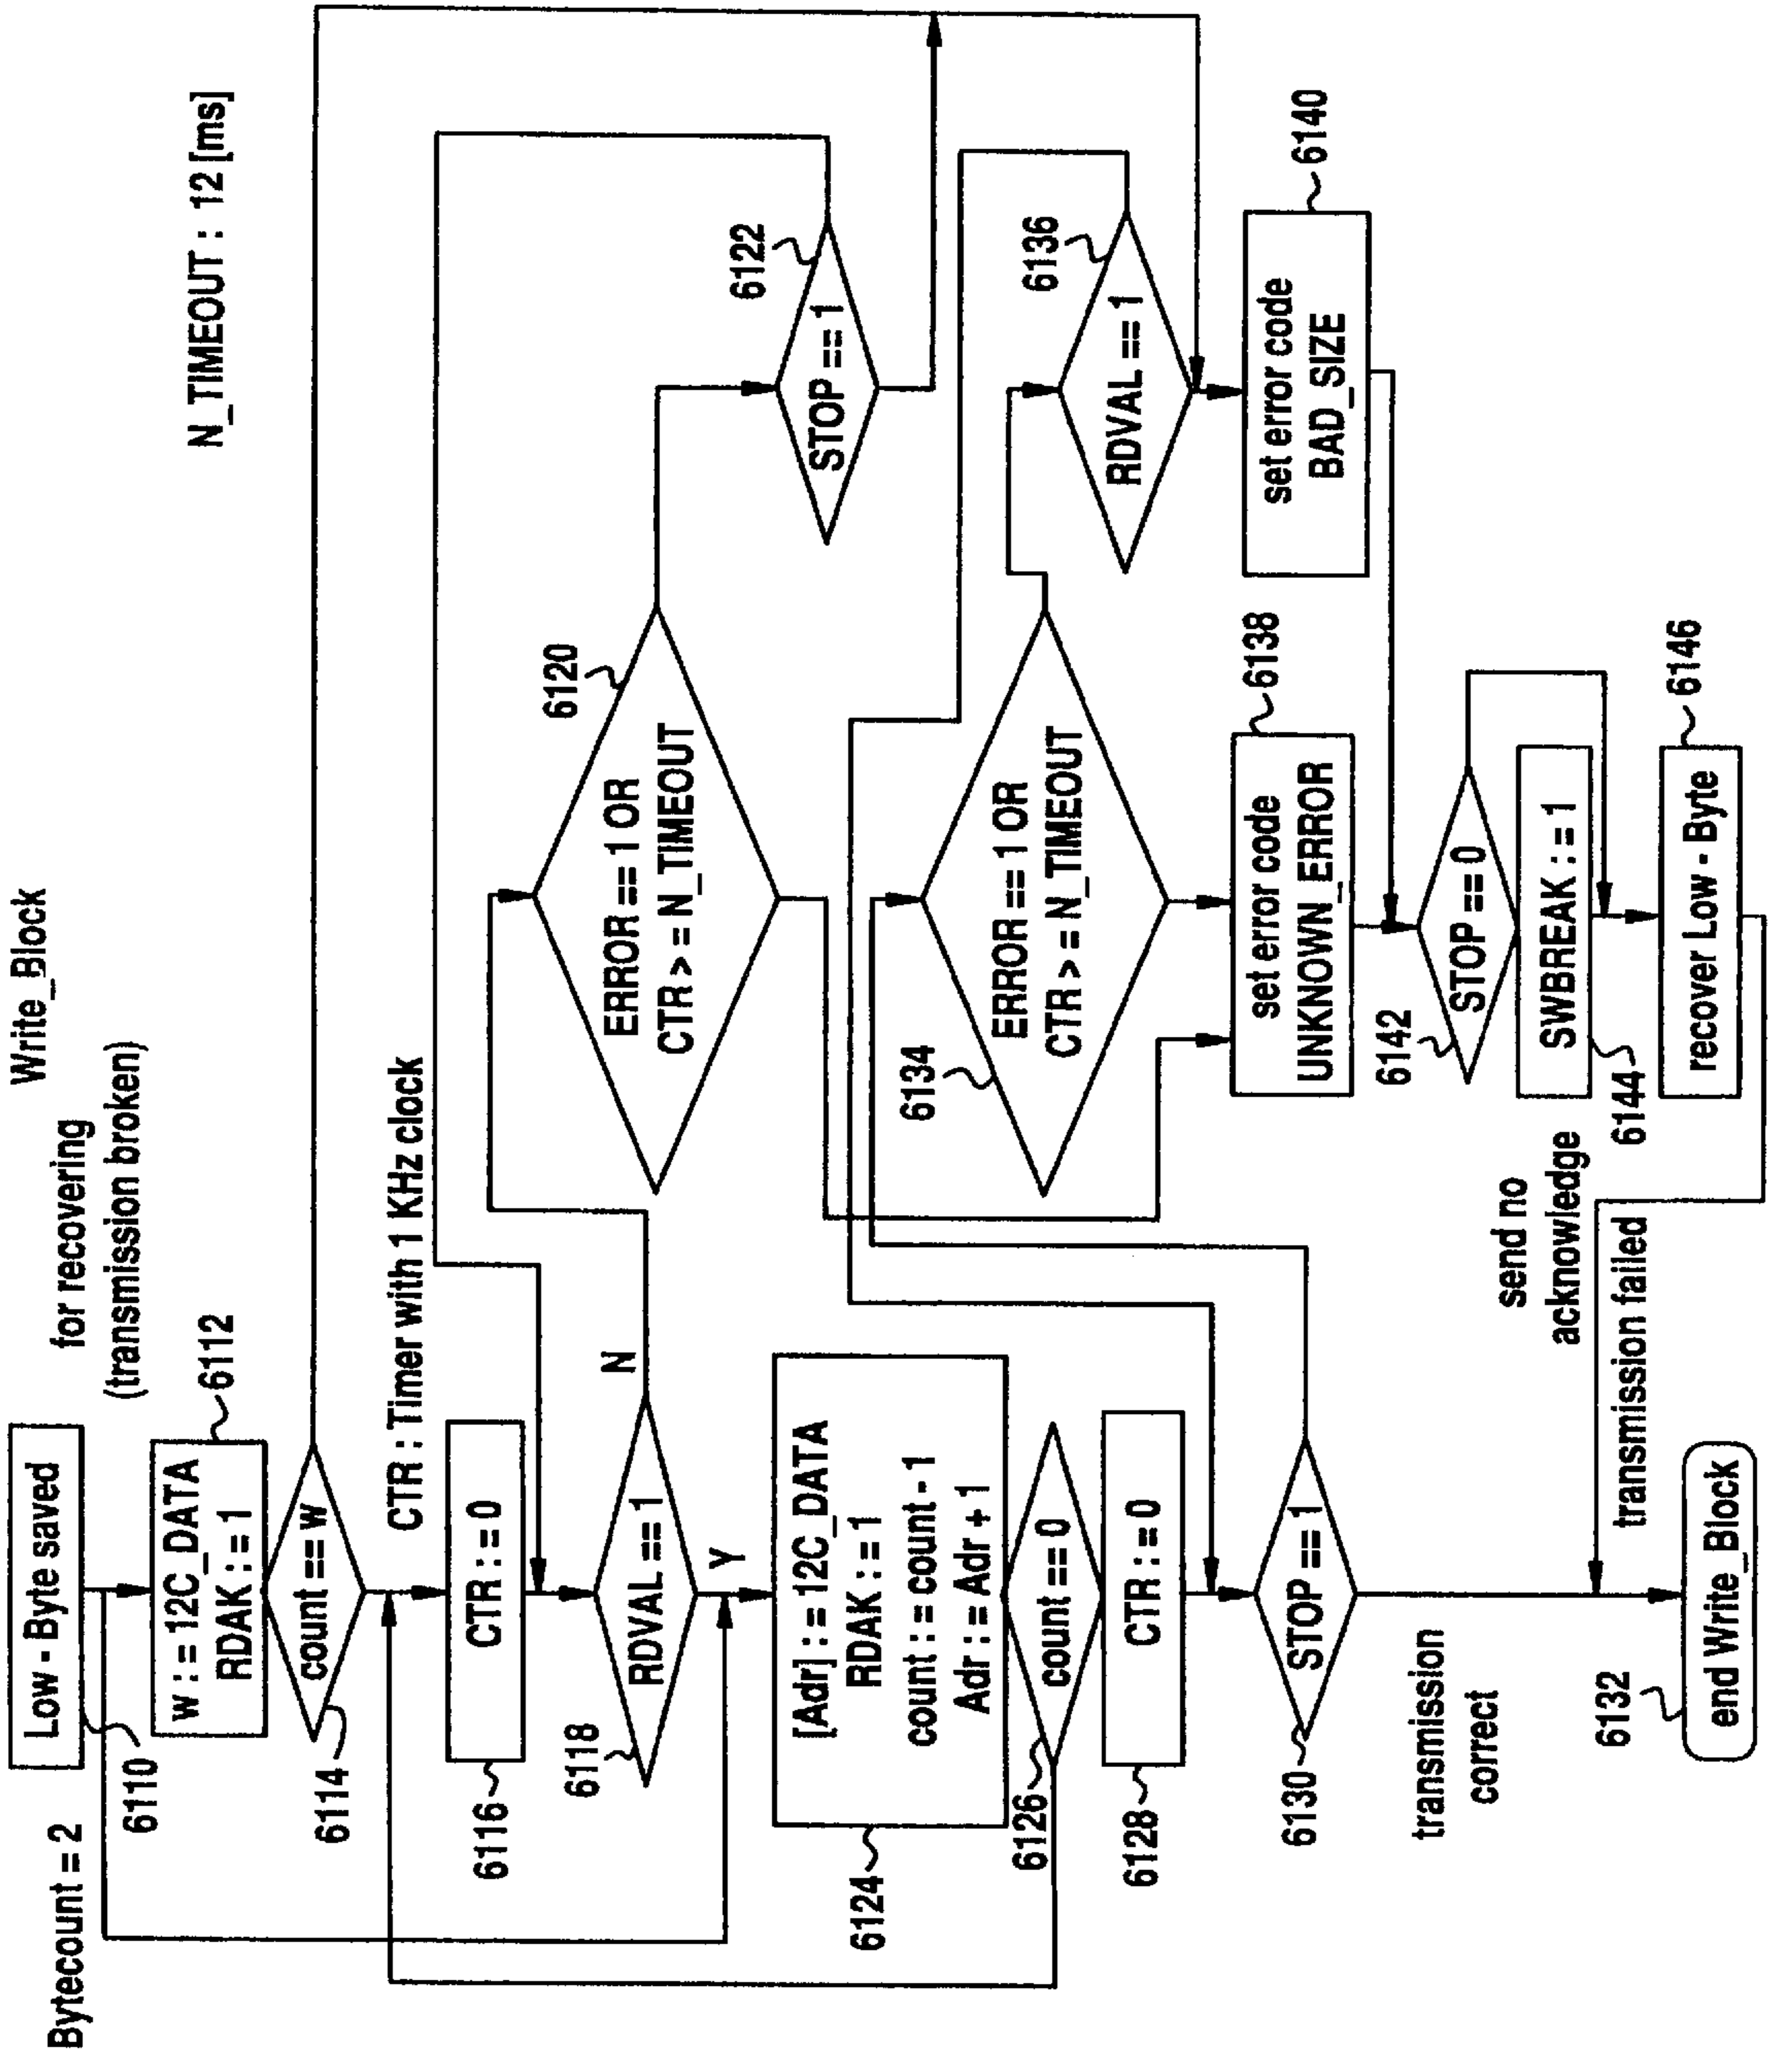 Write_Block
Bytecount = 2
Low - Byte saved
for recovering
(transmission broken)
6110
w : = 12C_DATA
RDAK : = 1
6112
N_TIMEOUT : 12 [ms]
count == w
6114
CTR : Timer with 1 KHz clock
CTR : = 0
6116
RDVAL == 1
6118
N
Y
ERROR == 1 OR
CTR > = N_TIMEOUT
6120
STOP == 1
6122
[Adr] : = 12C_DATA
RDAK : = 1
count : = count - 1
Adr : = Adr + 1
6124
count == 0
6126
CTR : = 0
6128
ERROR == 1 OR
CTR > = N_TIMEOUT
6134
RDVAL == 1
6136
STOP == 1
6130
set error code
UNKNOWN_ERROR
6138
set error code
BAD_SIZE
6140
transmission
correct
STOP == 0
6142
SWBREAK : = 1
6144
send no
acknowledge
transmission failed
recover Low - Byte
6146
end Write_Block
6132